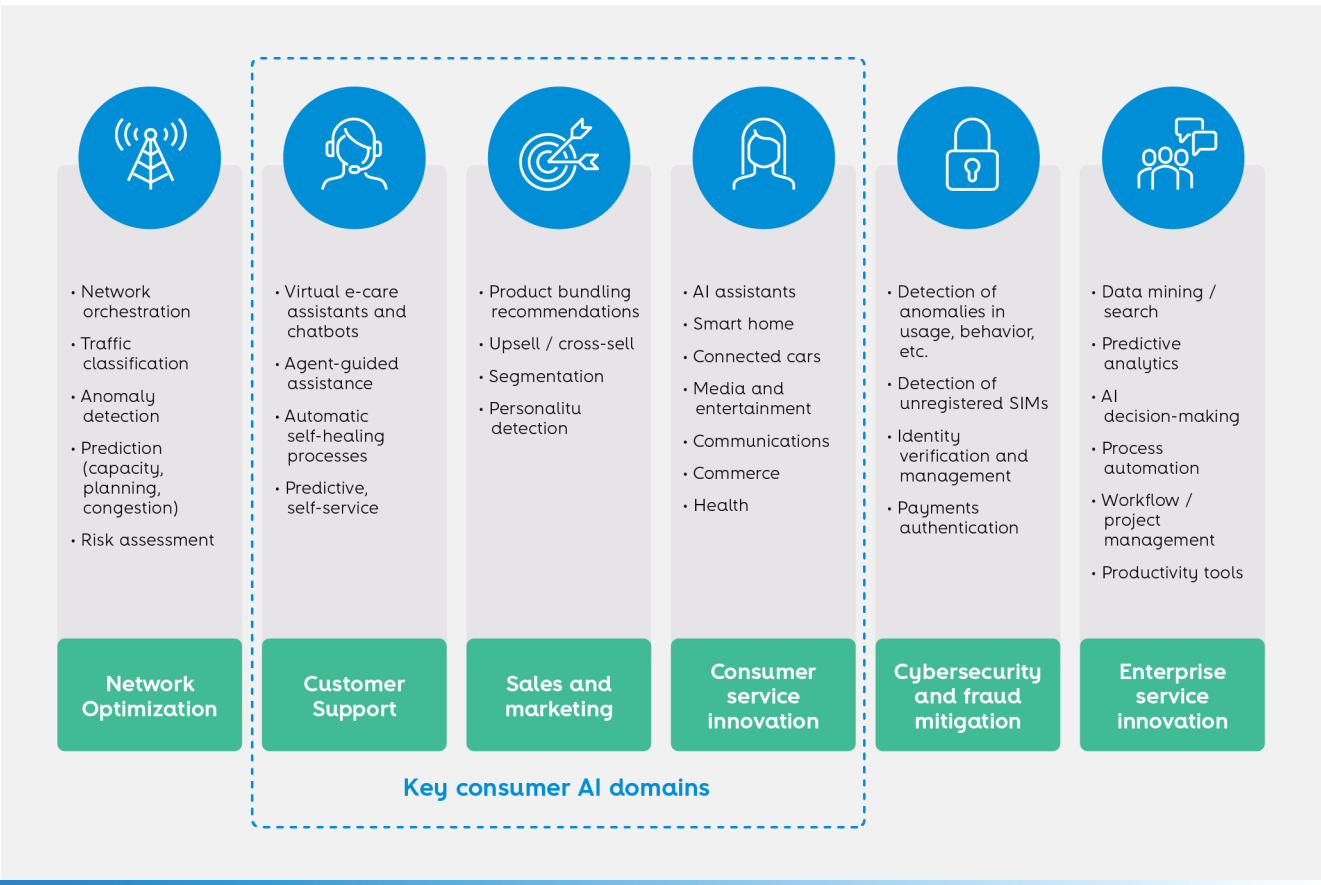 • Network
orchestration
• Traffic
classification
• Anomaly
detection
• Prediction
(capacity,
planning,
congestion)
• Risk assessment
Network
Optimization
• Virtual e-care
assistants and
chatbots
• Agent-guided
assistance
• Automatic
self-healing
processes
• Predictive,
self-service
Customer
Support
• Product bundling
recommendations
• Upsell / cross-sell
• Segmentation
• Personalitu
detection
Sales and
marketing
• AI assistants
• Smart home
• Connected cars
• Media and
entertainment
• Communications
• Commerce
• Health
Consumer
service
innovation
• Detection of
anomalies in
usage, behavior,
etc.
• Detection of
unregistered SIMs
• Identity
verification and
management
• Payments
authentication
Cybersecurity
and fraud
mitigation
• Data mining /
search
• Predictive
analytics
• AI
decision-making
• Process
automation
• Workflow /
project
management
• Productivity tools
Enterprise
service
innovation
Key consumer AI domains